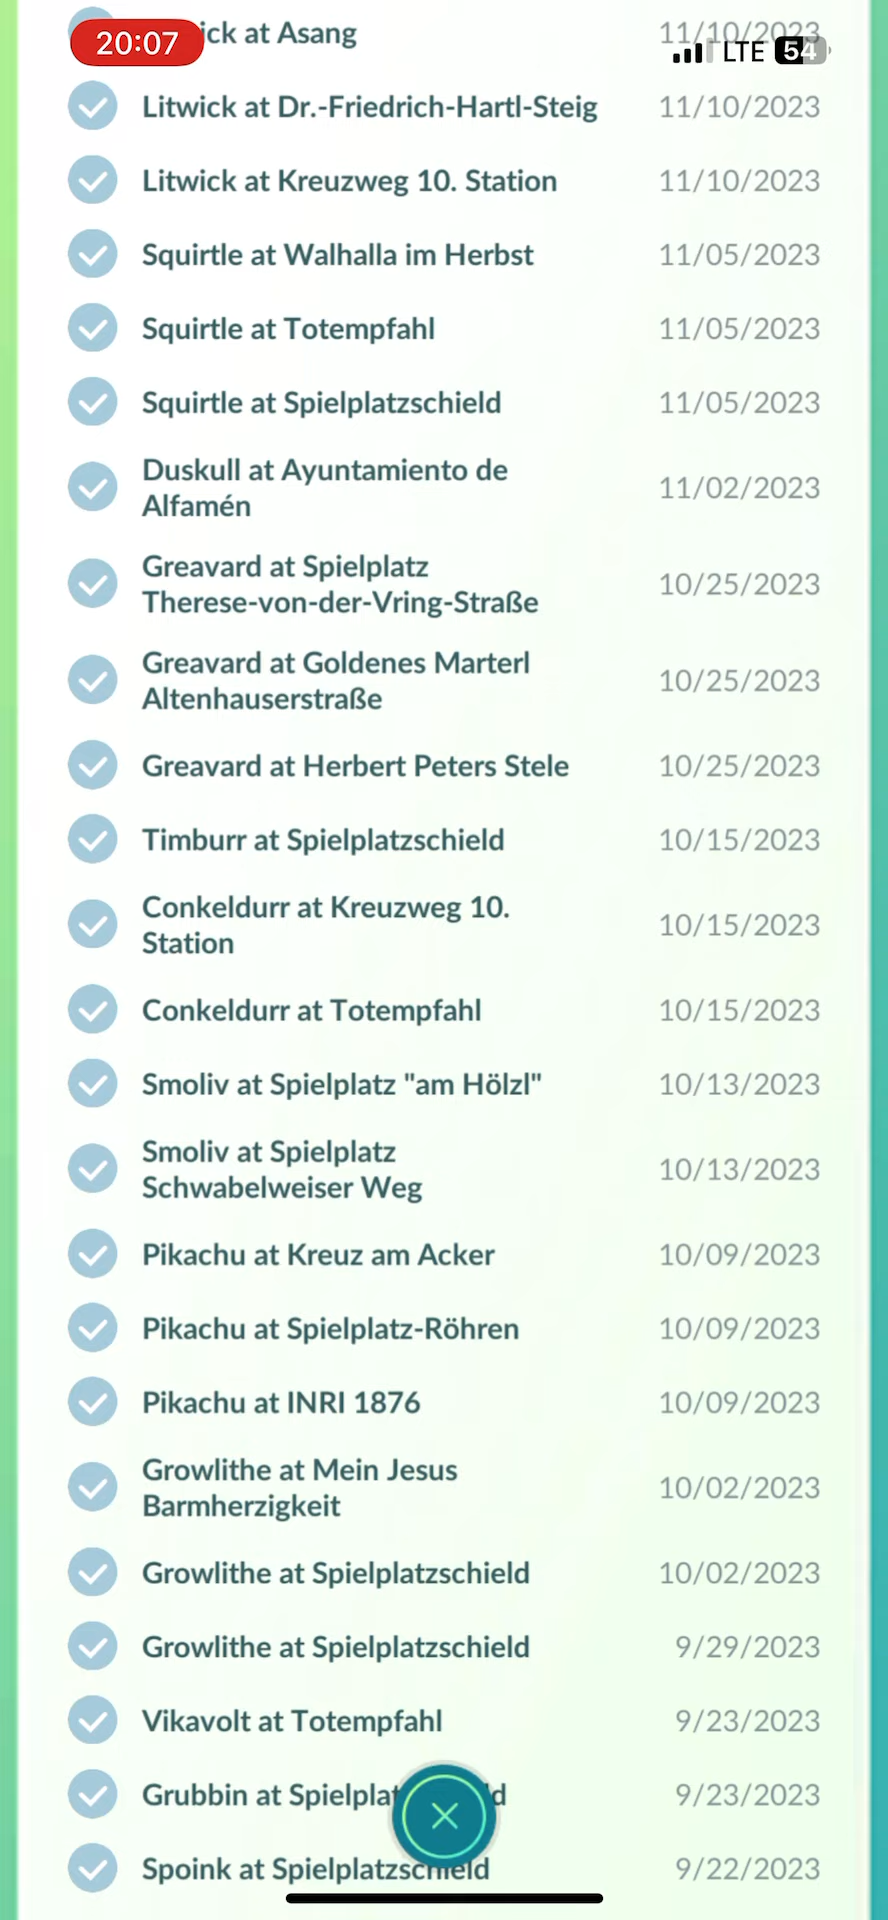 20:07
LTE 54
ick at Asang 11/10/2023
Litwick at Dr.-Friedrich-Hartl-Steig 11/10/2023
Litwick at Kreuzweg 10. Station 11/10/2023
Squirtle at Walhalla im Herbst 11/05/2023
Squirtle at Totempfahl 11/05/2023
Squirtle at Spielplatzschield 11/05/2023
Duskull at Ayuntamiento de
Alfamén 11/02/2023
Greavard at Spielplatz
Therese-von-der-Vring-Straße 10/25/2023
Greavard at Goldenes Marterl
Altenhauserstraße 10/25/2023
Greavard at Herbert Peters Stele 10/25/2023
Timburr at Spielplatzschield 10/15/2023
Conkeldurr at Kreuzweg 10.
Station 10/15/2023
Conkeldurr at Totempfahl 10/15/2023
Smoliv at Spielplatz "am Hölzl" 10/13/2023
Smoliv at Spielplatz
Schwabelweiser Weg 10/13/2023
Pikachu at Kreuz am Acker 10/09/2023
Pikachu at Spielplatz-Röhren 10/09/2023
Pikachu at INRI 1876 10/09/2023
Growlithe at Mein Jesus
Barmherzigkeit 10/02/2023
Growlithe at Spielplatzschield 10/02/2023
Growlithe at Spielplatzschield 9/29/2023
Vikavolt at Totempfahl 9/23/2023
Grubbin at 9/23/2023
Spoink at Spielplatzschield 9/22/2023